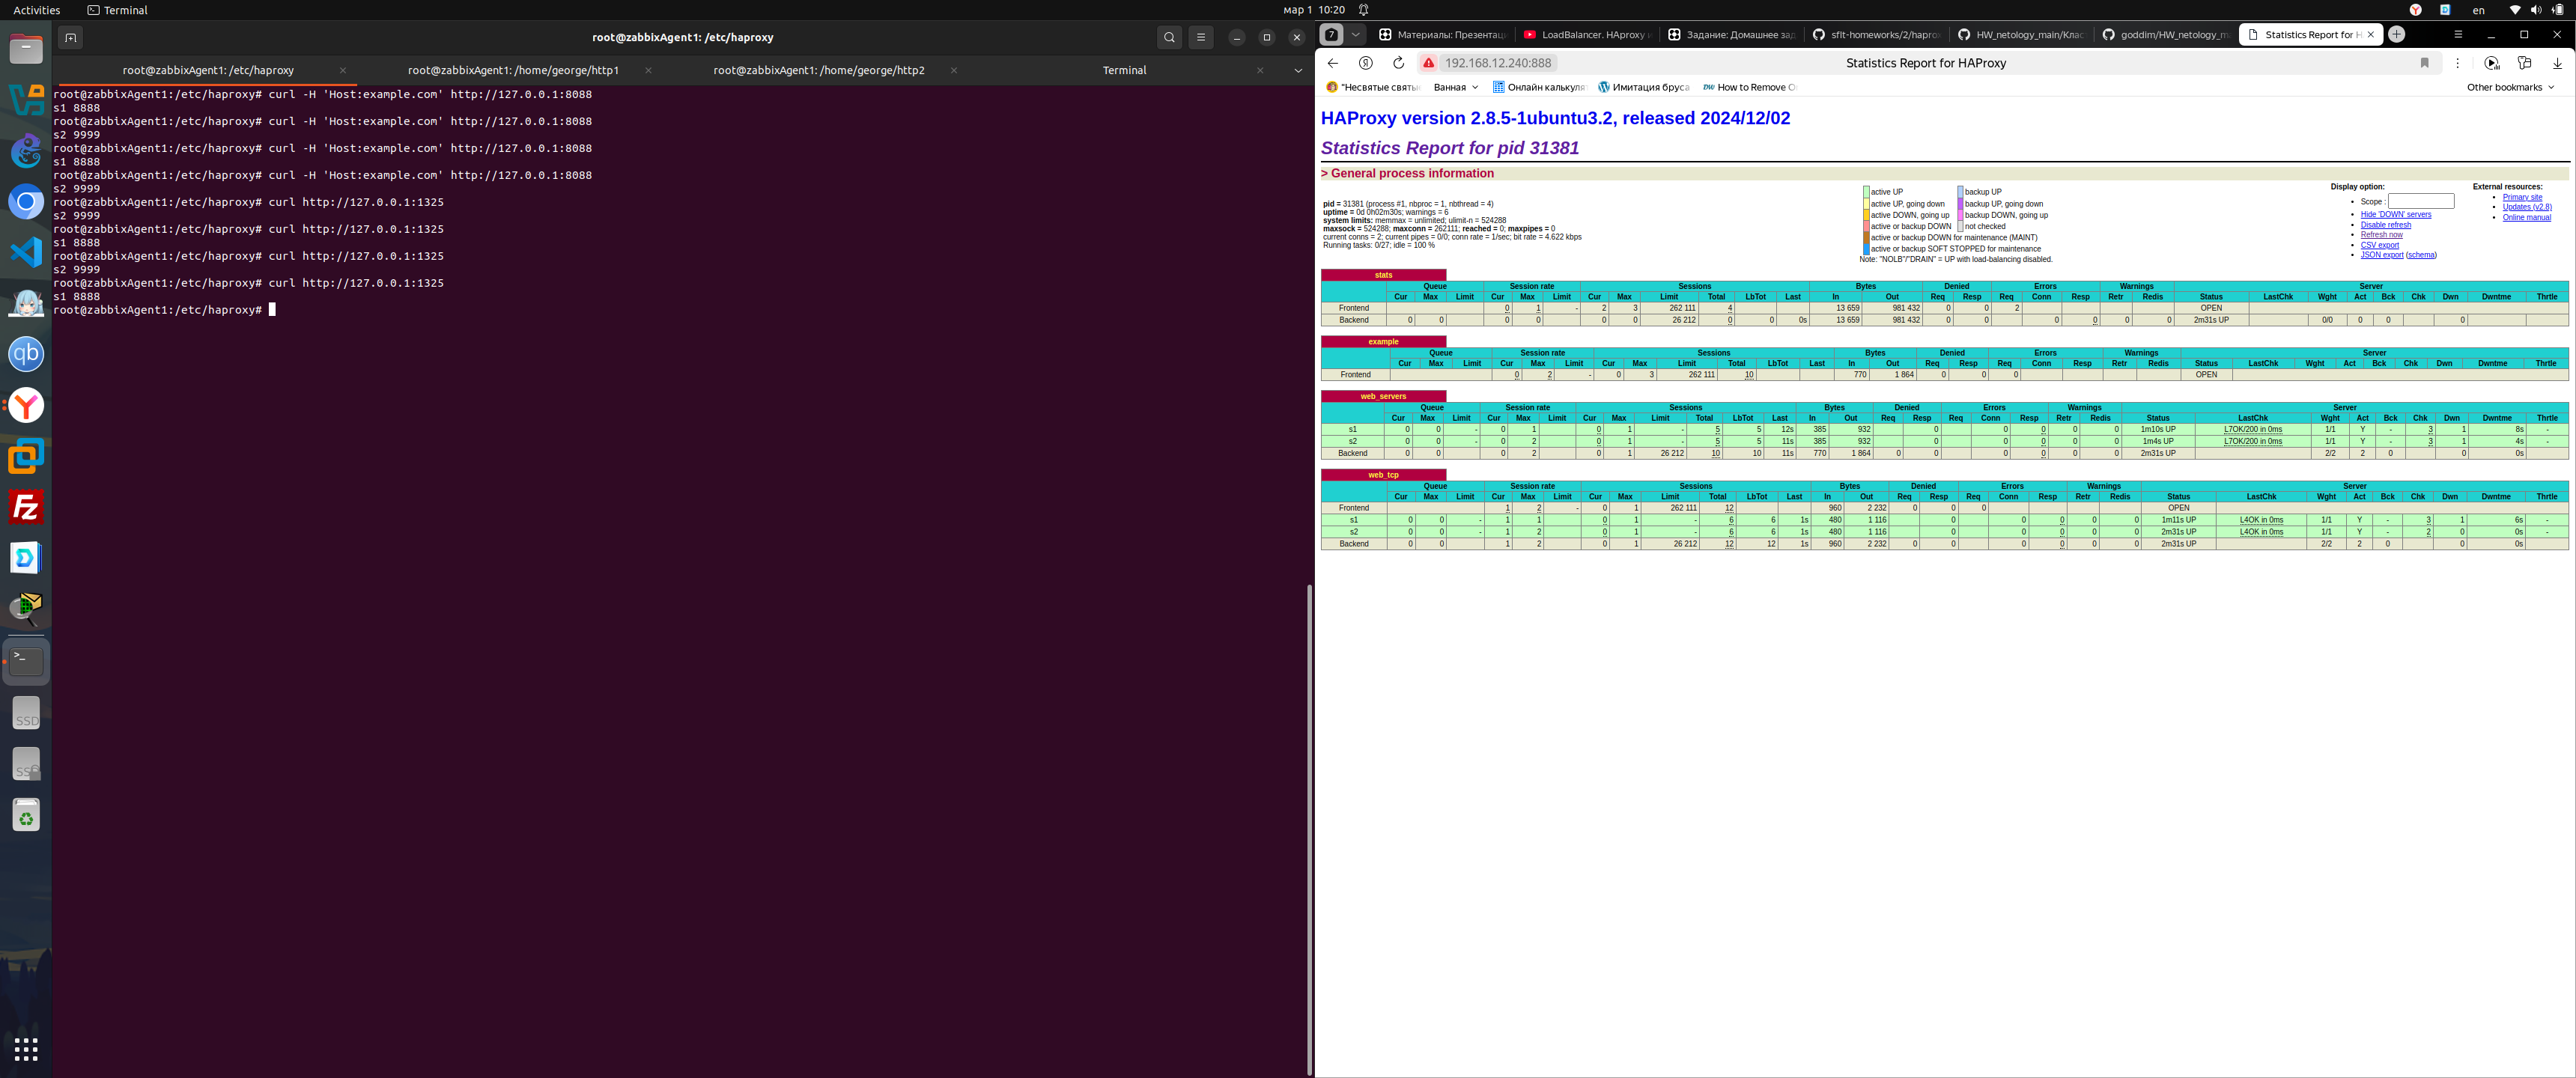 Activities
Terminal
мар 1 10:20
en
root@zabbixAgent1: /etc/haproxy
root@zabbixAgent1: /etc/haproxy
root@zabbixAgent1: /home/george/http1
root@zabbixAgent1: /home/george/http2
Terminal
root@zabbixAgent1:/etc/haproxy# curl -H 'Host:example.com' http://127.0.0.1:8088
s1 8888
root@zabbixAgent1:/etc/haproxy# curl -H 'Host:example.com' http://127.0.0.1:8088
s2 9999
root@zabbixAgent1:/etc/haproxy# curl -H 'Host:example.com' http://127.0.0.1:8088
s1 8888
root@zabbixAgent1:/etc/haproxy# curl -H 'Host:example.com' http://127.0.0.1:8088
s2 9999
root@zabbixAgent1:/etc/haproxy# curl http://127.0.0.1:1325
s2 9999
root@zabbixAgent1:/etc/haproxy# curl http://127.0.0.1:1325
s1 8888
root@zabbixAgent1:/etc/haproxy# curl http://127.0.0.1:1325
s2 9999
root@zabbixAgent1:/etc/haproxy# curl http://127.0.0.1:1325
s1 8888
root@zabbixAgent1:/etc/haproxy#
SSD
7
Материалы: Презентац
LoadBalancer. HAproxy и
Задание: Домашнее зад
sflt-homeworks/2/haprox
HW_netology_main/Клас
goddim/HW_netology_m
Statistics Report for H
192.168.12.240:888
Statistics Report for HAProxy
"Несвятые святы
Ванная
Онлайн калькуля
Имитация бруса
How to Remove O
Other bookmarks
HAProxy version 2.8.5-1ubuntu3.2, released 2024/12/02
Statistics Report for pid 31381
> General process information
pid = 31381 (process #1, nbproc = 1, nbthread = 4)
uptime = 0d 0h02m30s; warnings = 6
system limits: memmax = unlimited; ulimit-n = 524288
maxsock = 524288; maxconn = 262111; reached = 0; maxpipes = 0
current conns = 2; current pipes = 0/0; conn rate = 1/sec; bit rate = 4.622 kbps
Running tasks: 0/27; idle = 100 %
active UP
backup UP
active UP, going down
backup UP, going down
active DOWN, going up
backup DOWN, going up
active or backup DOWN
not checked
active or backup DOWN for maintenance (MAINT)
active or backup SOFT STOPPED for maintenance
Note: "NOLB"/"DRAIN" = UP with load-balancing disabled.
Display option:
Scope :
Hide 'DOWN' servers
Disable refresh
Refresh now
CSV export
JSON export (schema)
External resources:
Primary site
Updates (v2.8)
Online manual
stats
Queue Session rate Sessions Bytes Denied Errors Warnings Server
Cur Max Limit Cur Max Limit Cur Max Limit Total LbTot Last In Out Req Resp Req Conn Resp Retr Redis Status LastChk Wght Act Bck Chk Dwn Dwntme Thrtle
Frontend 0 1 - 2 3 262 111 4 13 659 981 432 0 0 2 OPEN
Backend 0 0 0 0 0 0 26 212 0 0 0s 13 659 981 432 0 0 0 0 0 0 2m31s UP 0/0 0 0 0
example
Queue Session rate Sessions Bytes Denied Errors Warnings Server
Cur Max Limit Cur Max Limit Cur Max Limit Total LbTot Last In Out Req Resp Req Conn Resp Retr Redis Status LastChk Wght Act Bck Chk Dwn Dwntme Thrtle
Frontend 0 2 - 0 3 262 111 10 770 1 864 0 0 0 OPEN
web_servers
Queue Session rate Sessions Bytes Denied Errors Warnings Server
Cur Max Limit Cur Max Limit Cur Max Limit Total LbTot Last In Out Req Resp Req Conn Resp Retr Redis Status LastChk Wght Act Bck Chk Dwn Dwntme Thrtle
s1 0 0 - 0 1 0 1 - 5 5 12s 385 932 0 0 0 0 0 1m10s UP L7OK/200 in 0ms 1/1 Y - 3 1 8s -
s2 0 0 - 0 2 0 1 - 5 5 11s 385 932 0 0 0 0 0 1m4s UP L7OK/200 in 0ms 1/1 Y - 3 1 4s -
Backend 0 0 0 2 0 1 26 212 10 10 11s 770 1 864 0 0 0 0 0 0 2m31s UP 2/2 2 0 0 0s
web_tcp
Queue Session rate Sessions Bytes Denied Errors Warnings Server
Cur Max Limit Cur Max Limit Cur Max Limit Total LbTot Last In Out Req Resp Req Conn Resp Retr Redis Status LastChk Wght Act Bck Chk Dwn Dwntme Thrtle
Frontend 1 2 - 0 1 262 111 12 960 2 232 0 0 0 OPEN
s1 0 0 - 1 1 0 1 - 6 6 1s 480 1 116 0 0 0 0 0 1m11s UP L4OK in 0ms 1/1 Y - 3 1 6s -
s2 0 0 - 1 2 0 1 - 6 6 1s 480 1 116 0 0 0 0 0 2m31s UP L4OK in 0ms 1/1 Y - 2 0 0s -
Backend 0 0 1 2 0 1 26 212 12 12 1s 960 2 232 0 0 0 0 0 0 2m31s UP 2/2 2 0 0 0s